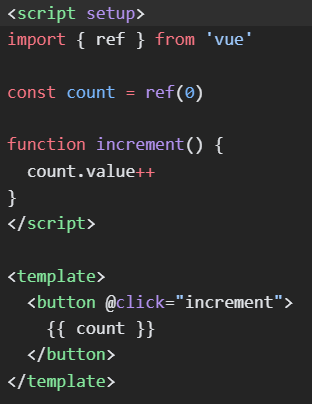 <script setup>
import { ref } from 'vue'

const count = ref(0)

function increment() {
  count.value++
}
</script>

<template>
  <button @click="increment">
    {{ count }}
  </button>
</template>